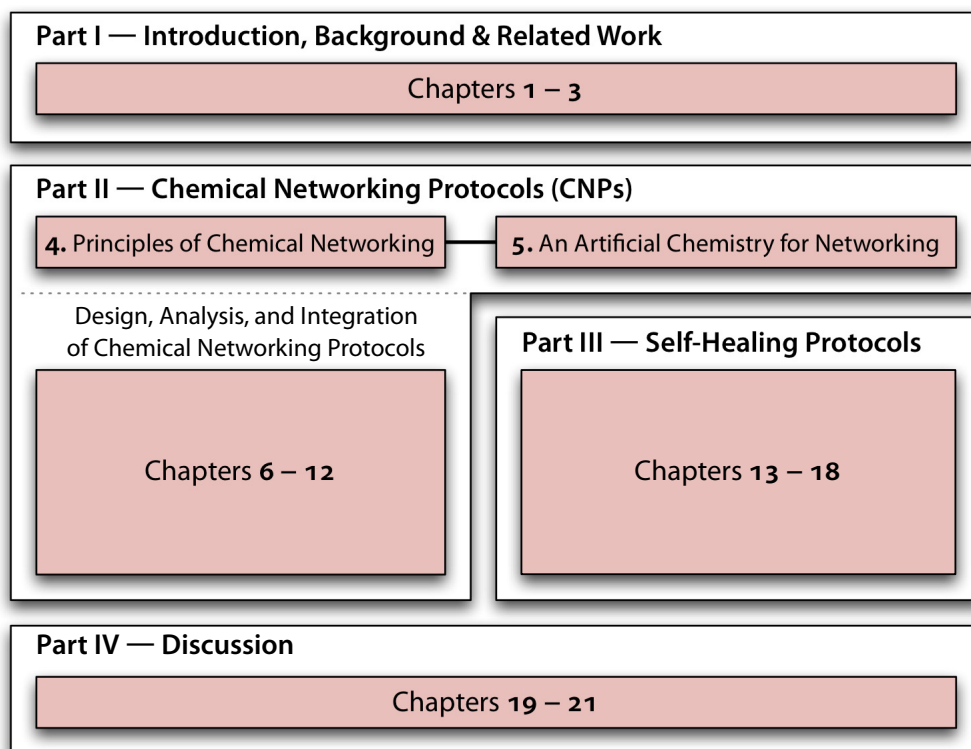 Part I — Introduction, Background & Related Work
Chapters 1 – 3
Part II — Chemical Networking Protocols (CNPs)
4. Principles of Chemical Networking
5. An Artificial Chemistry for Networking
Design, Analysis, and Integration
of Chemical Networking Protocols
Chapters 6 – 12
Part III — Self-Healing Protocols
Chapters 13 – 18
Part IV — Discussion
Chapters 19 – 21